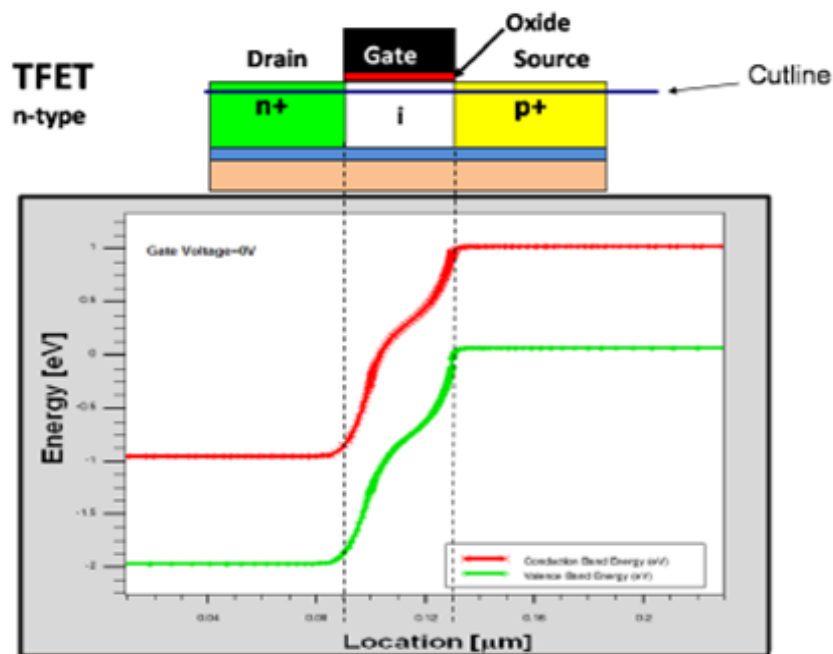 Oxide
Drain Gate Source
TFET
n-type
Cutline
n+ i p+
Gate Voltage=0V
1
0.5
0
-0.5
-1
-1.5
-2
Energy [eV]
Conduction Band Energy (eV)
Valence Band Energy (eV)
0.04 0.08 0.12 0.16 0.2
Location [μm]